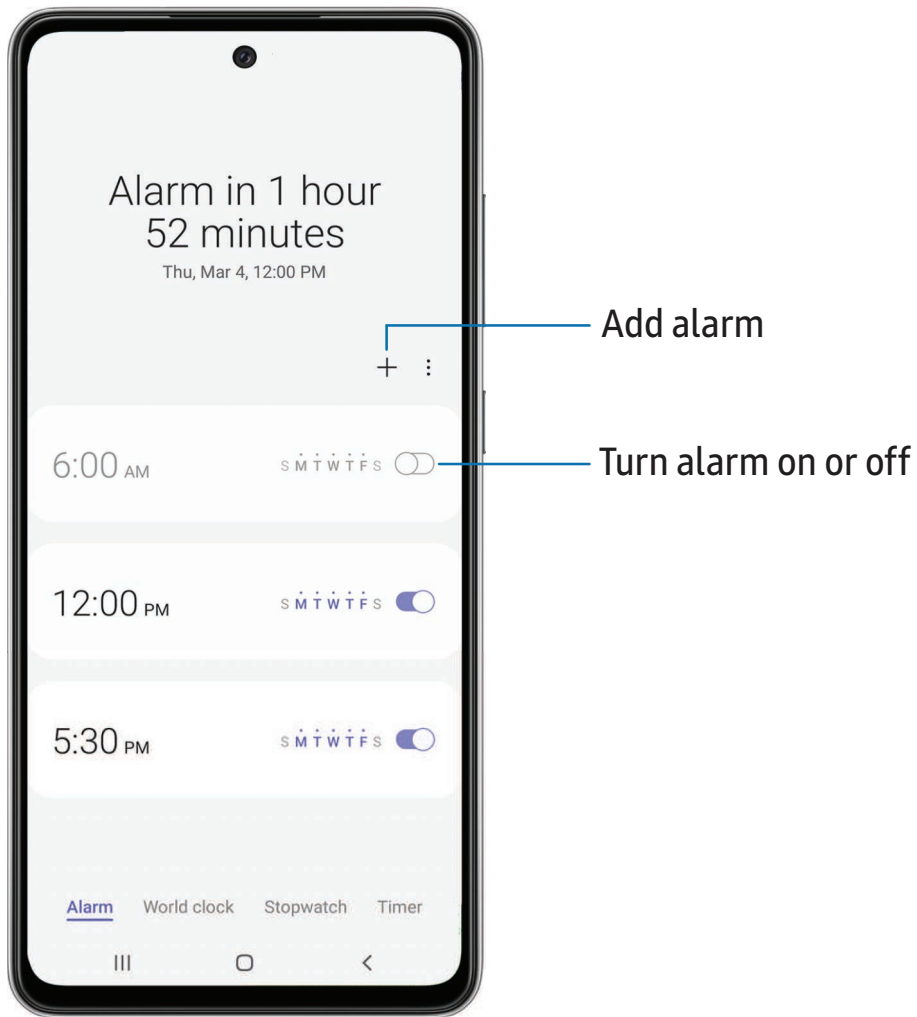 Alarm in 1 hour
52 minutes
Thu, Mar 4, 12:00 PM
Add alarm
6:00 AM S M T W T F S
Turn alarm on or off
12:00 PM S M T W T F S
5:30 PM S M T W T F S
Alarm World clock Stopwatch Timer